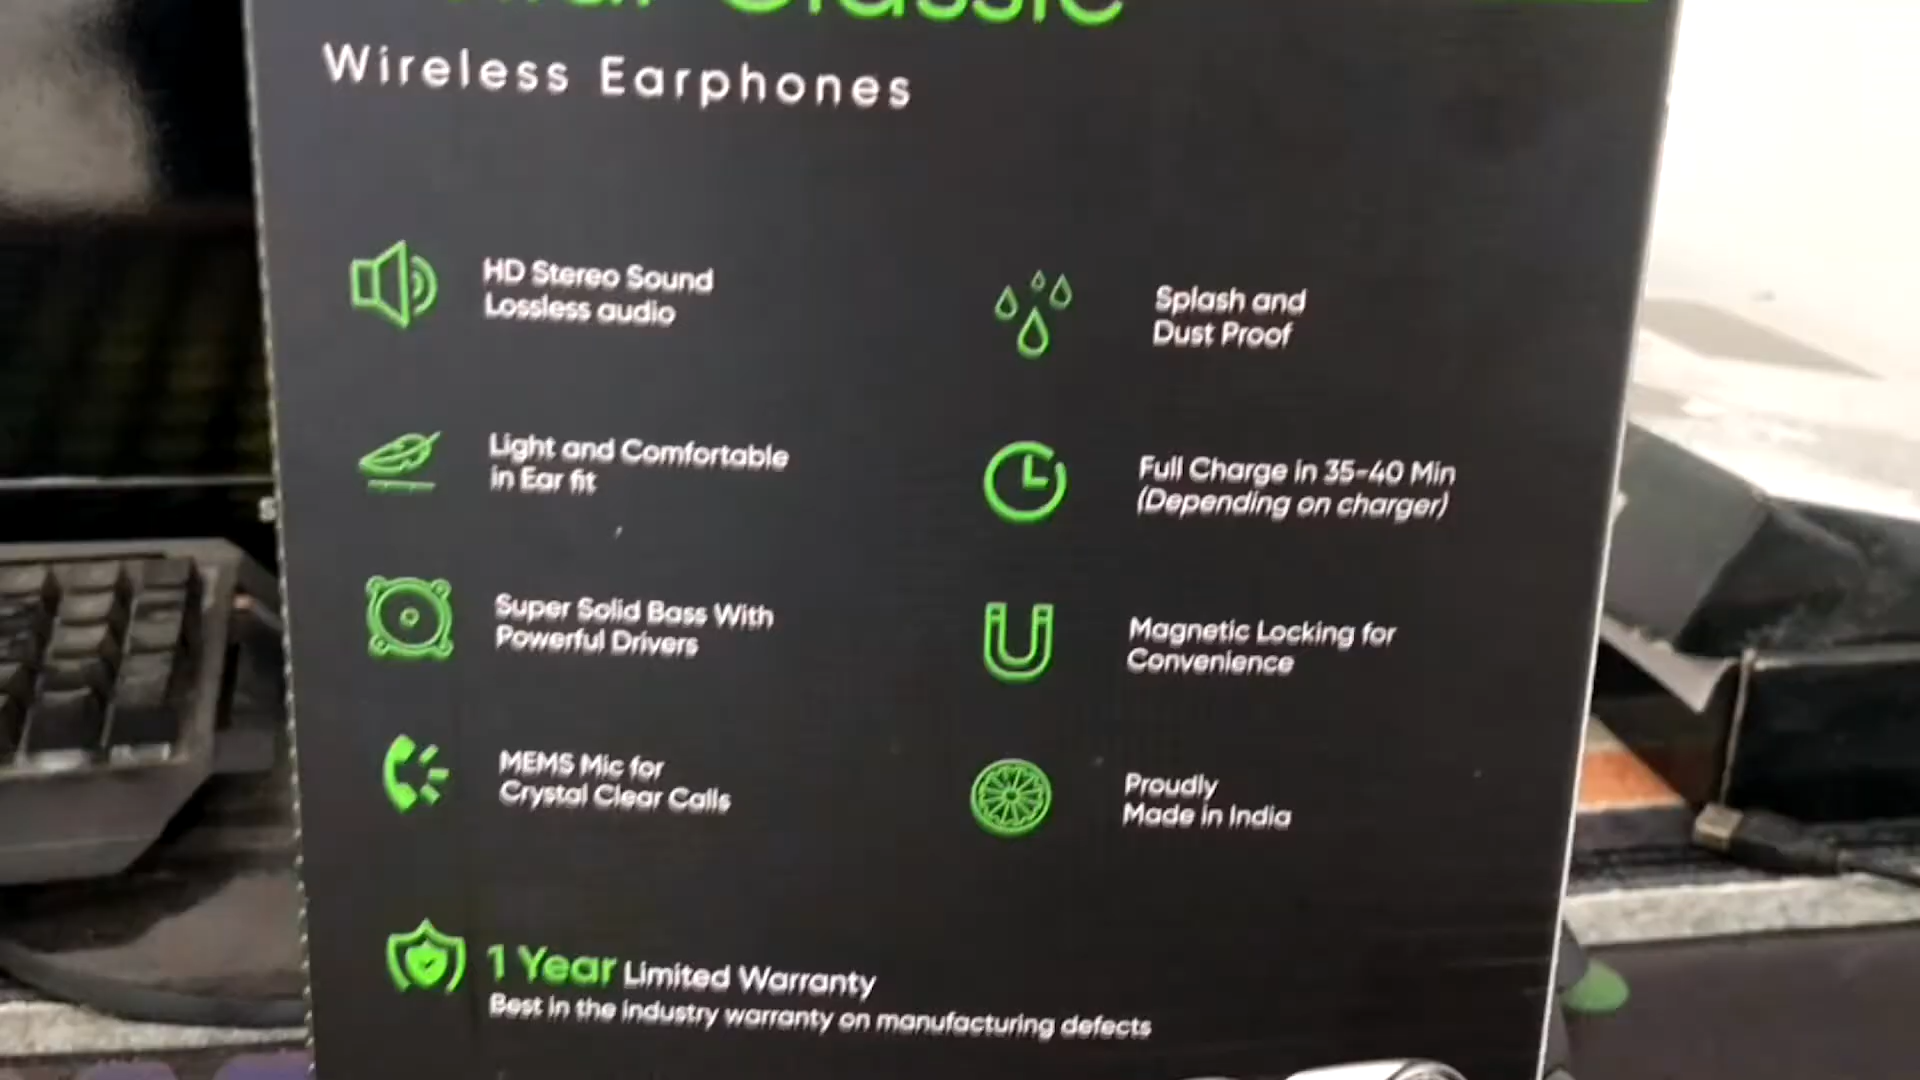 Classic
Wireless Earphones
HD Stereo Sound
Lossless audio
Splash and
Dust Proof
Light and Comfortable
in Ear fit
Full Charge in 35-40 Min
(Depending on charger)
Super Solid Bass With
Powerful Drivers
Magnetic Locking for
Convenience
MEMS Mic for
Crystal Clear Calls
Proudly
Made in India
1 Year Limited Warranty
Best in the industry warranty on manufacturing defects